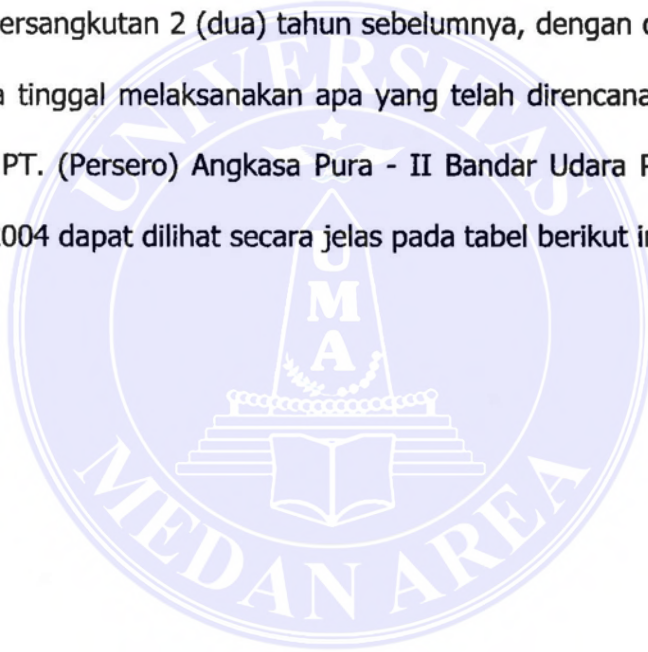 ersangkutan 2 (dua) tahun sebelumnya, dengan
tinggal melaksanakan apa yang telah direncana
PT. (Persero) Angkasa Pura - II Bandar Udara
2004 dapat dilihat secara jelas pada tabel berikut
UNIVERSITAS
UMA
MEDAN AREA